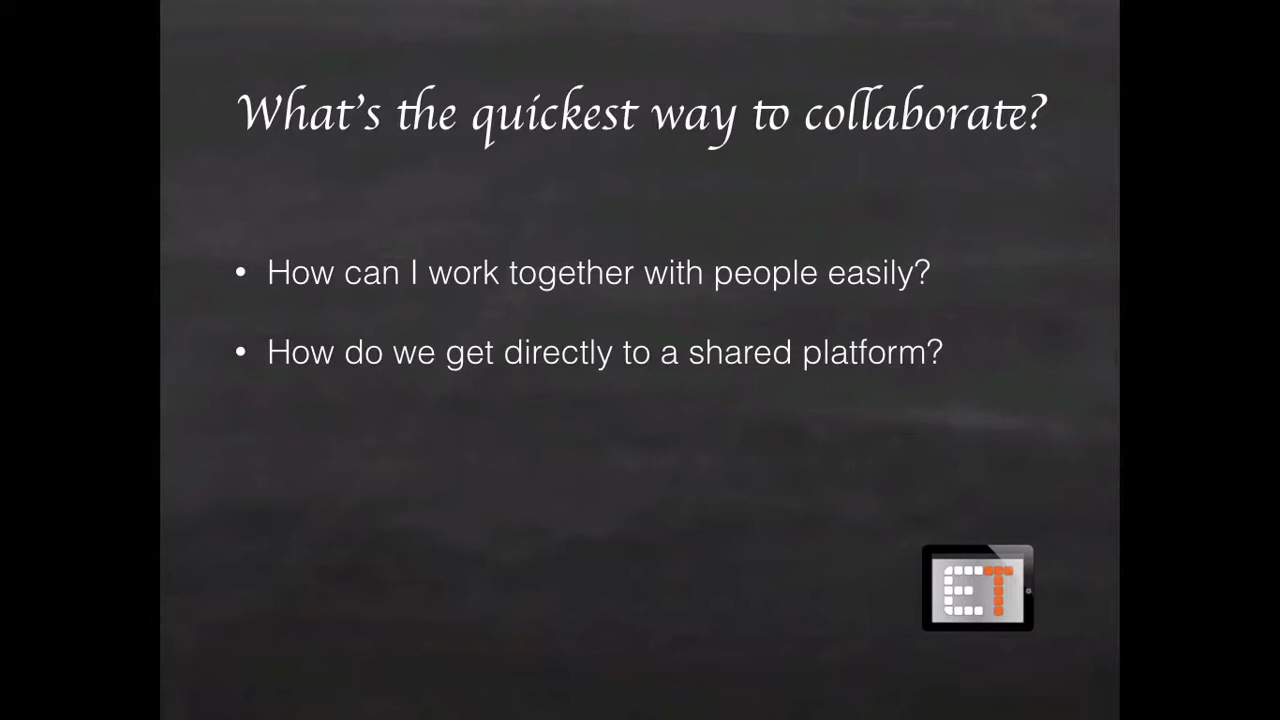 What's the quickest way to collaborate?
• How can I work together with people easily?
• How do we get directly to a shared platform?
ET